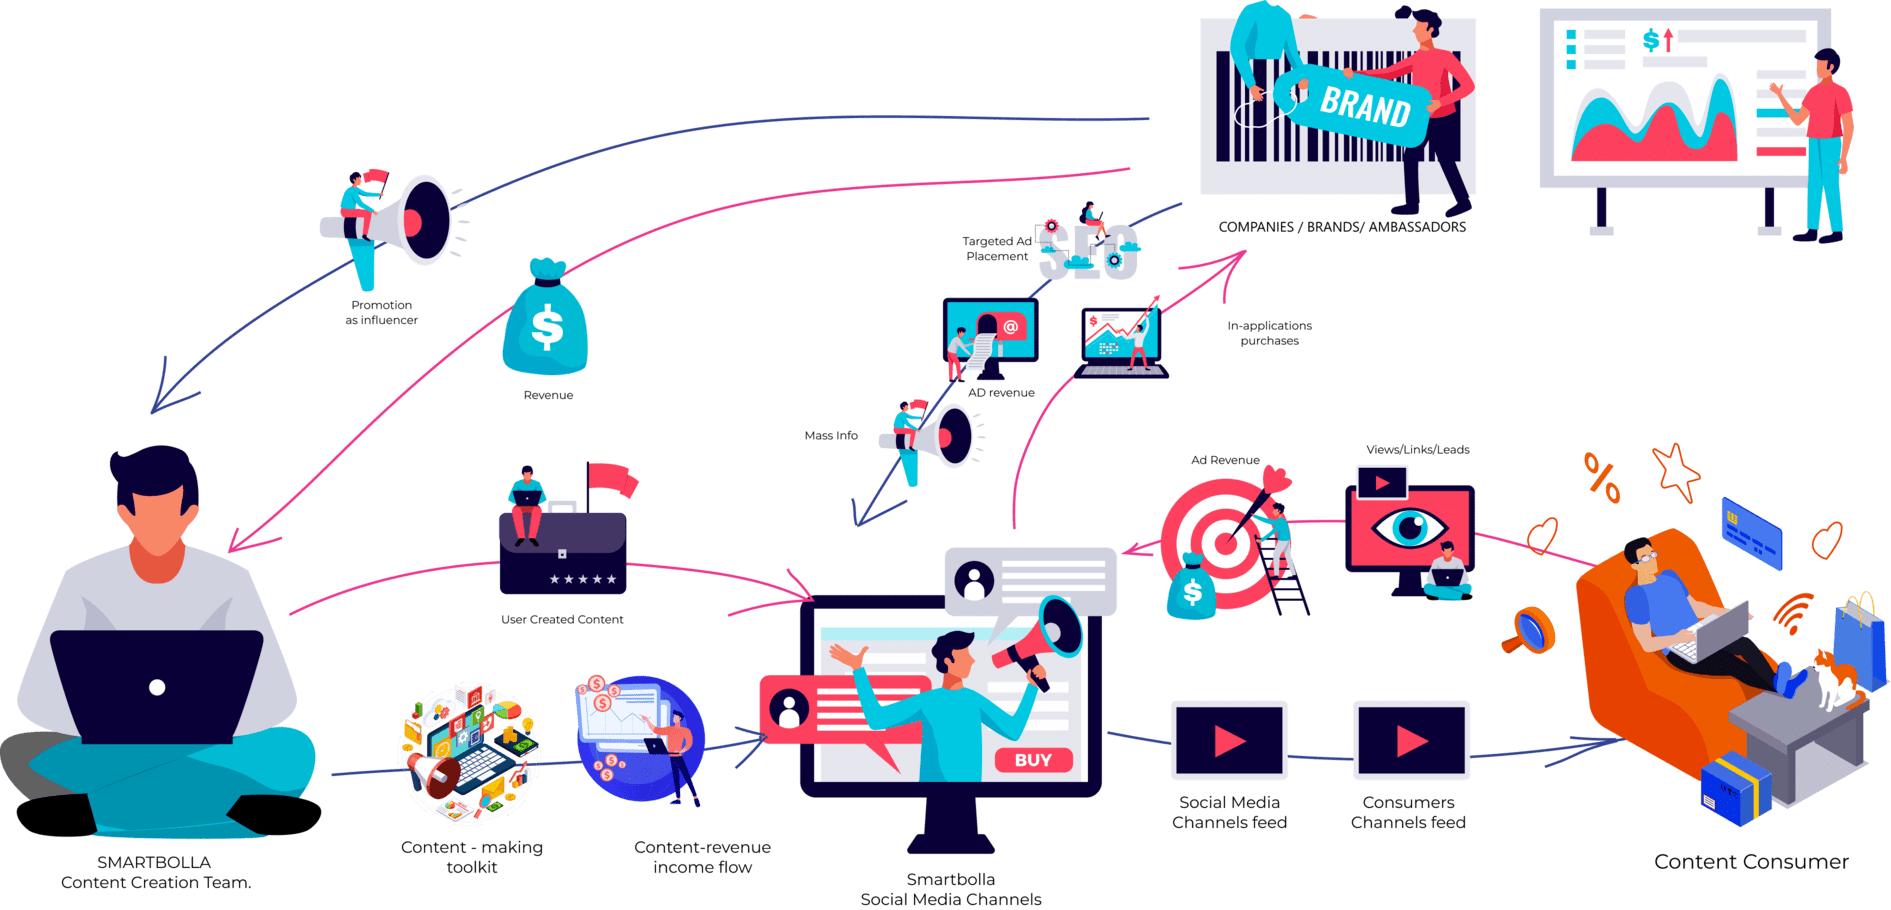 BRAND
$
COMPANIES / BRANDS/ AMBASSADORS
SEO
Targeted Ad
Placement
Promotion
as influencer
$
Revenue
@
AD revenue
$
In-applications
purchases
Mass Info
Ad Revenue
$
Views/Links/Leads
%
User Created Content
BUY
Content - making
toolkit
Content-revenue
income flow
Social Media
Channels feed
Consumers
Channels feed
SMARTBOLLA
Content Creation Team.
Smartbolla
Social Media Channels
Content Consumer